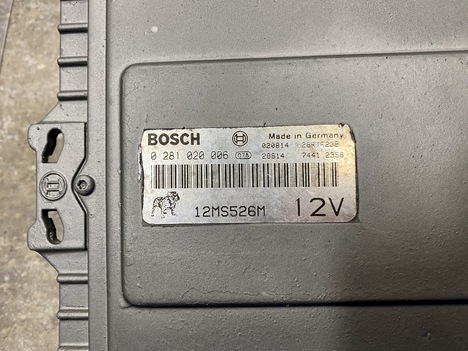 BOSCH
Made in Germany
0 281 020 006
12MS526M
12V